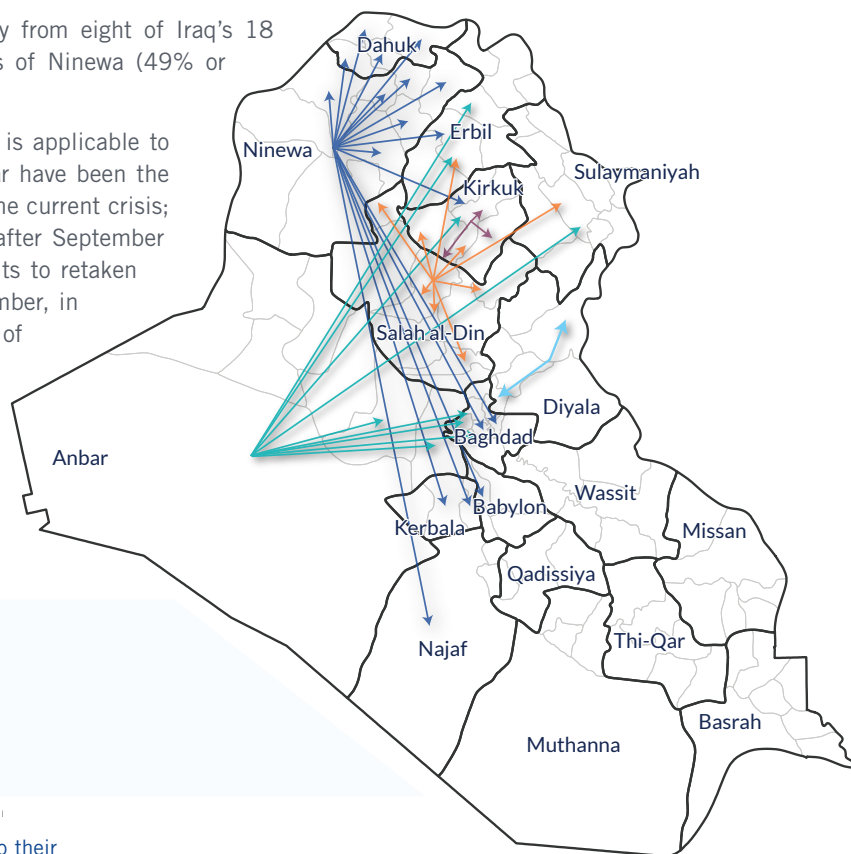 y from eight of Iraq's 18
s of Ninewa (49% or
is applicable to
r have been the
ne current crisis;
after September
ts to retaken
mber, in
of
Dahuk
Ninewa
Erbil
Sulaymaniyah
Kirkuk
Salah al-Din
Diyala
Baghdad
Anbar
Wassit
Babylon
Kerbala
Missan
Qadissiya
Najaf
Thi-Qar
Basrah
Muthanna
o their